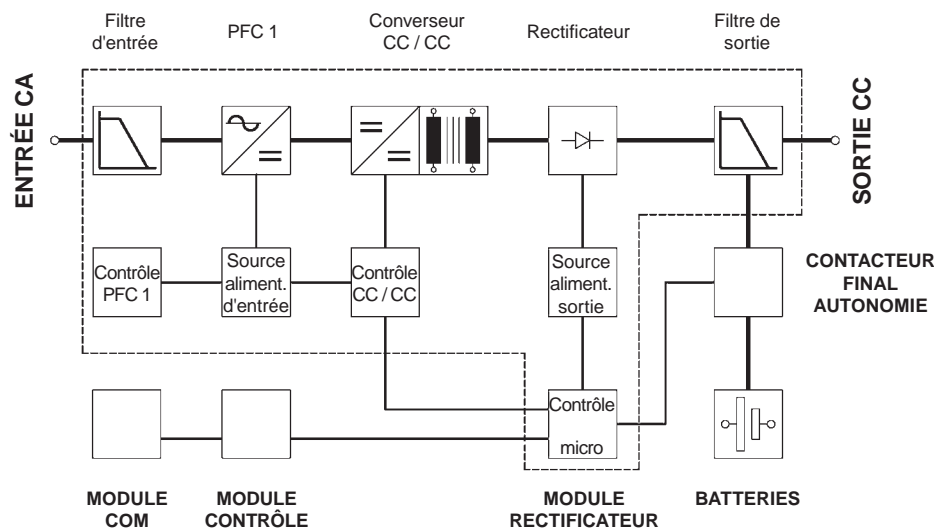 Filtre
d'entrée
PFC 1
Converseur
CC / CC
Rectificateur
Filtre de
sortie
ENTRÉE CA
SORTIE CC
Contrôle
PFC 1
Source
aliment.
d'entrée
Contrôle
CC / CC
Source
aliment.
sortie
CONTACTEUR
FINAL
AUTONOMIE
Contrôle
micro
MODULE
COM
MODULE
CONTRÔLE
MODULE
RECTIFICATEUR
BATTERIES